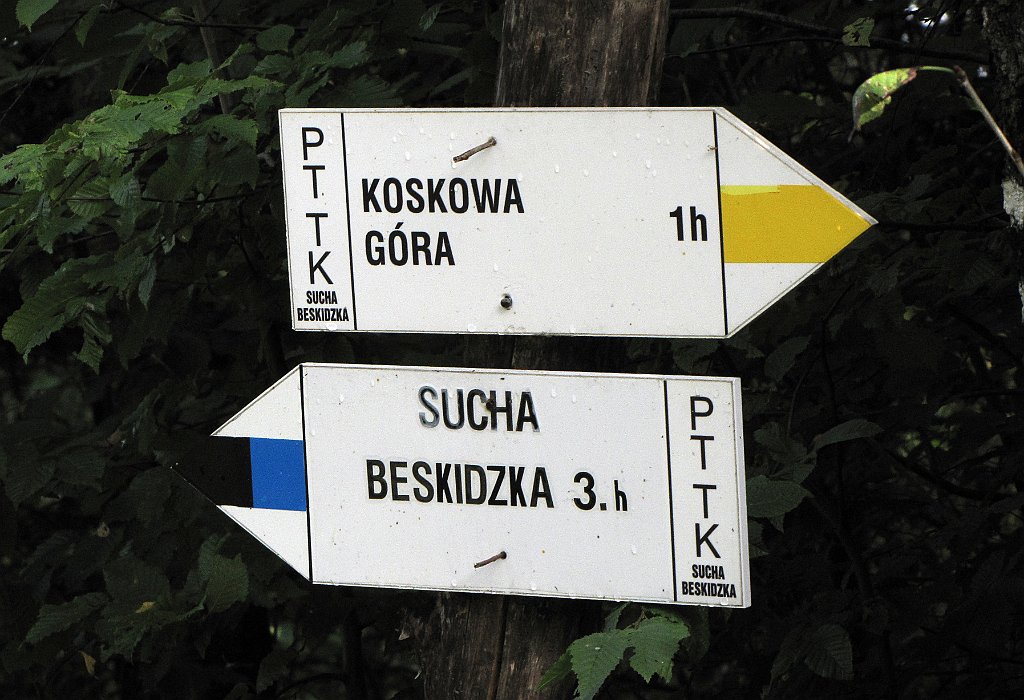 PTTK
SUCHA
BESKIDZKA
KOSKOWA
GÓRA
1h
SUCHA
BESKIDZKA 3.h
PTTK
SUCHA
BESKIDZKA